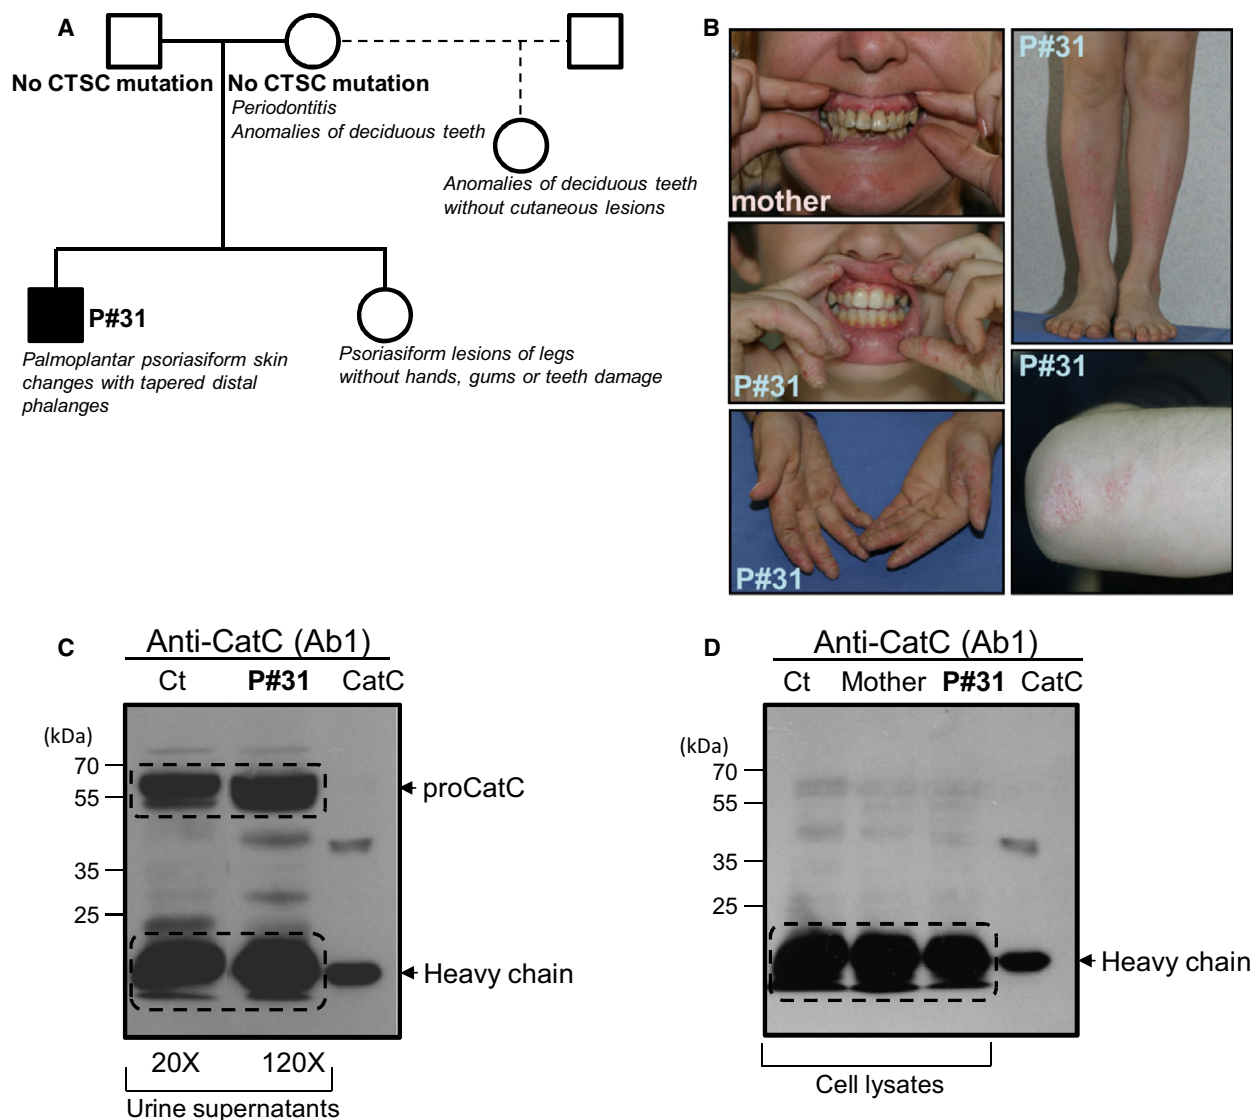 A
No CTSC mutation
No CTSC mutation
Periodontitis
Anomalies of deciduous teeth
Anomalies of deciduous teeth
without cutaneous lesions
P#31
Palmoplantar psoriasiform skin
changes with tapered distal
phalanges
Psoriasiform lesions of legs
without hands, gums or teeth damage
B
mother
P#31
P#31
P#31
P#31
C
Anti-CatC (Ab1)
Ct P#31 CatC
(kDa)
70
55
35
25
proCatC
Heavy chain
20X 120X
Urine supernatants
D
Anti-CatC (Ab1)
Ct Mother P#31 CatC
(kDa)
70
55
35
25
Heavy chain
Cell lysates